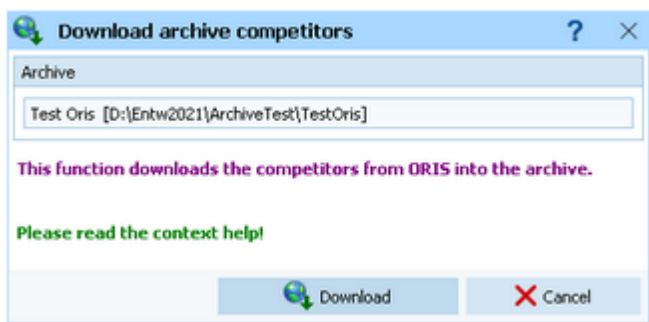 Download archive competitors ?
Archive
Test Oris [D:\Entw2021\ArchiveTest\TestOris]
This function downloads the competitors from ORIS into the archive.
Please read the context help!
Download Cancel